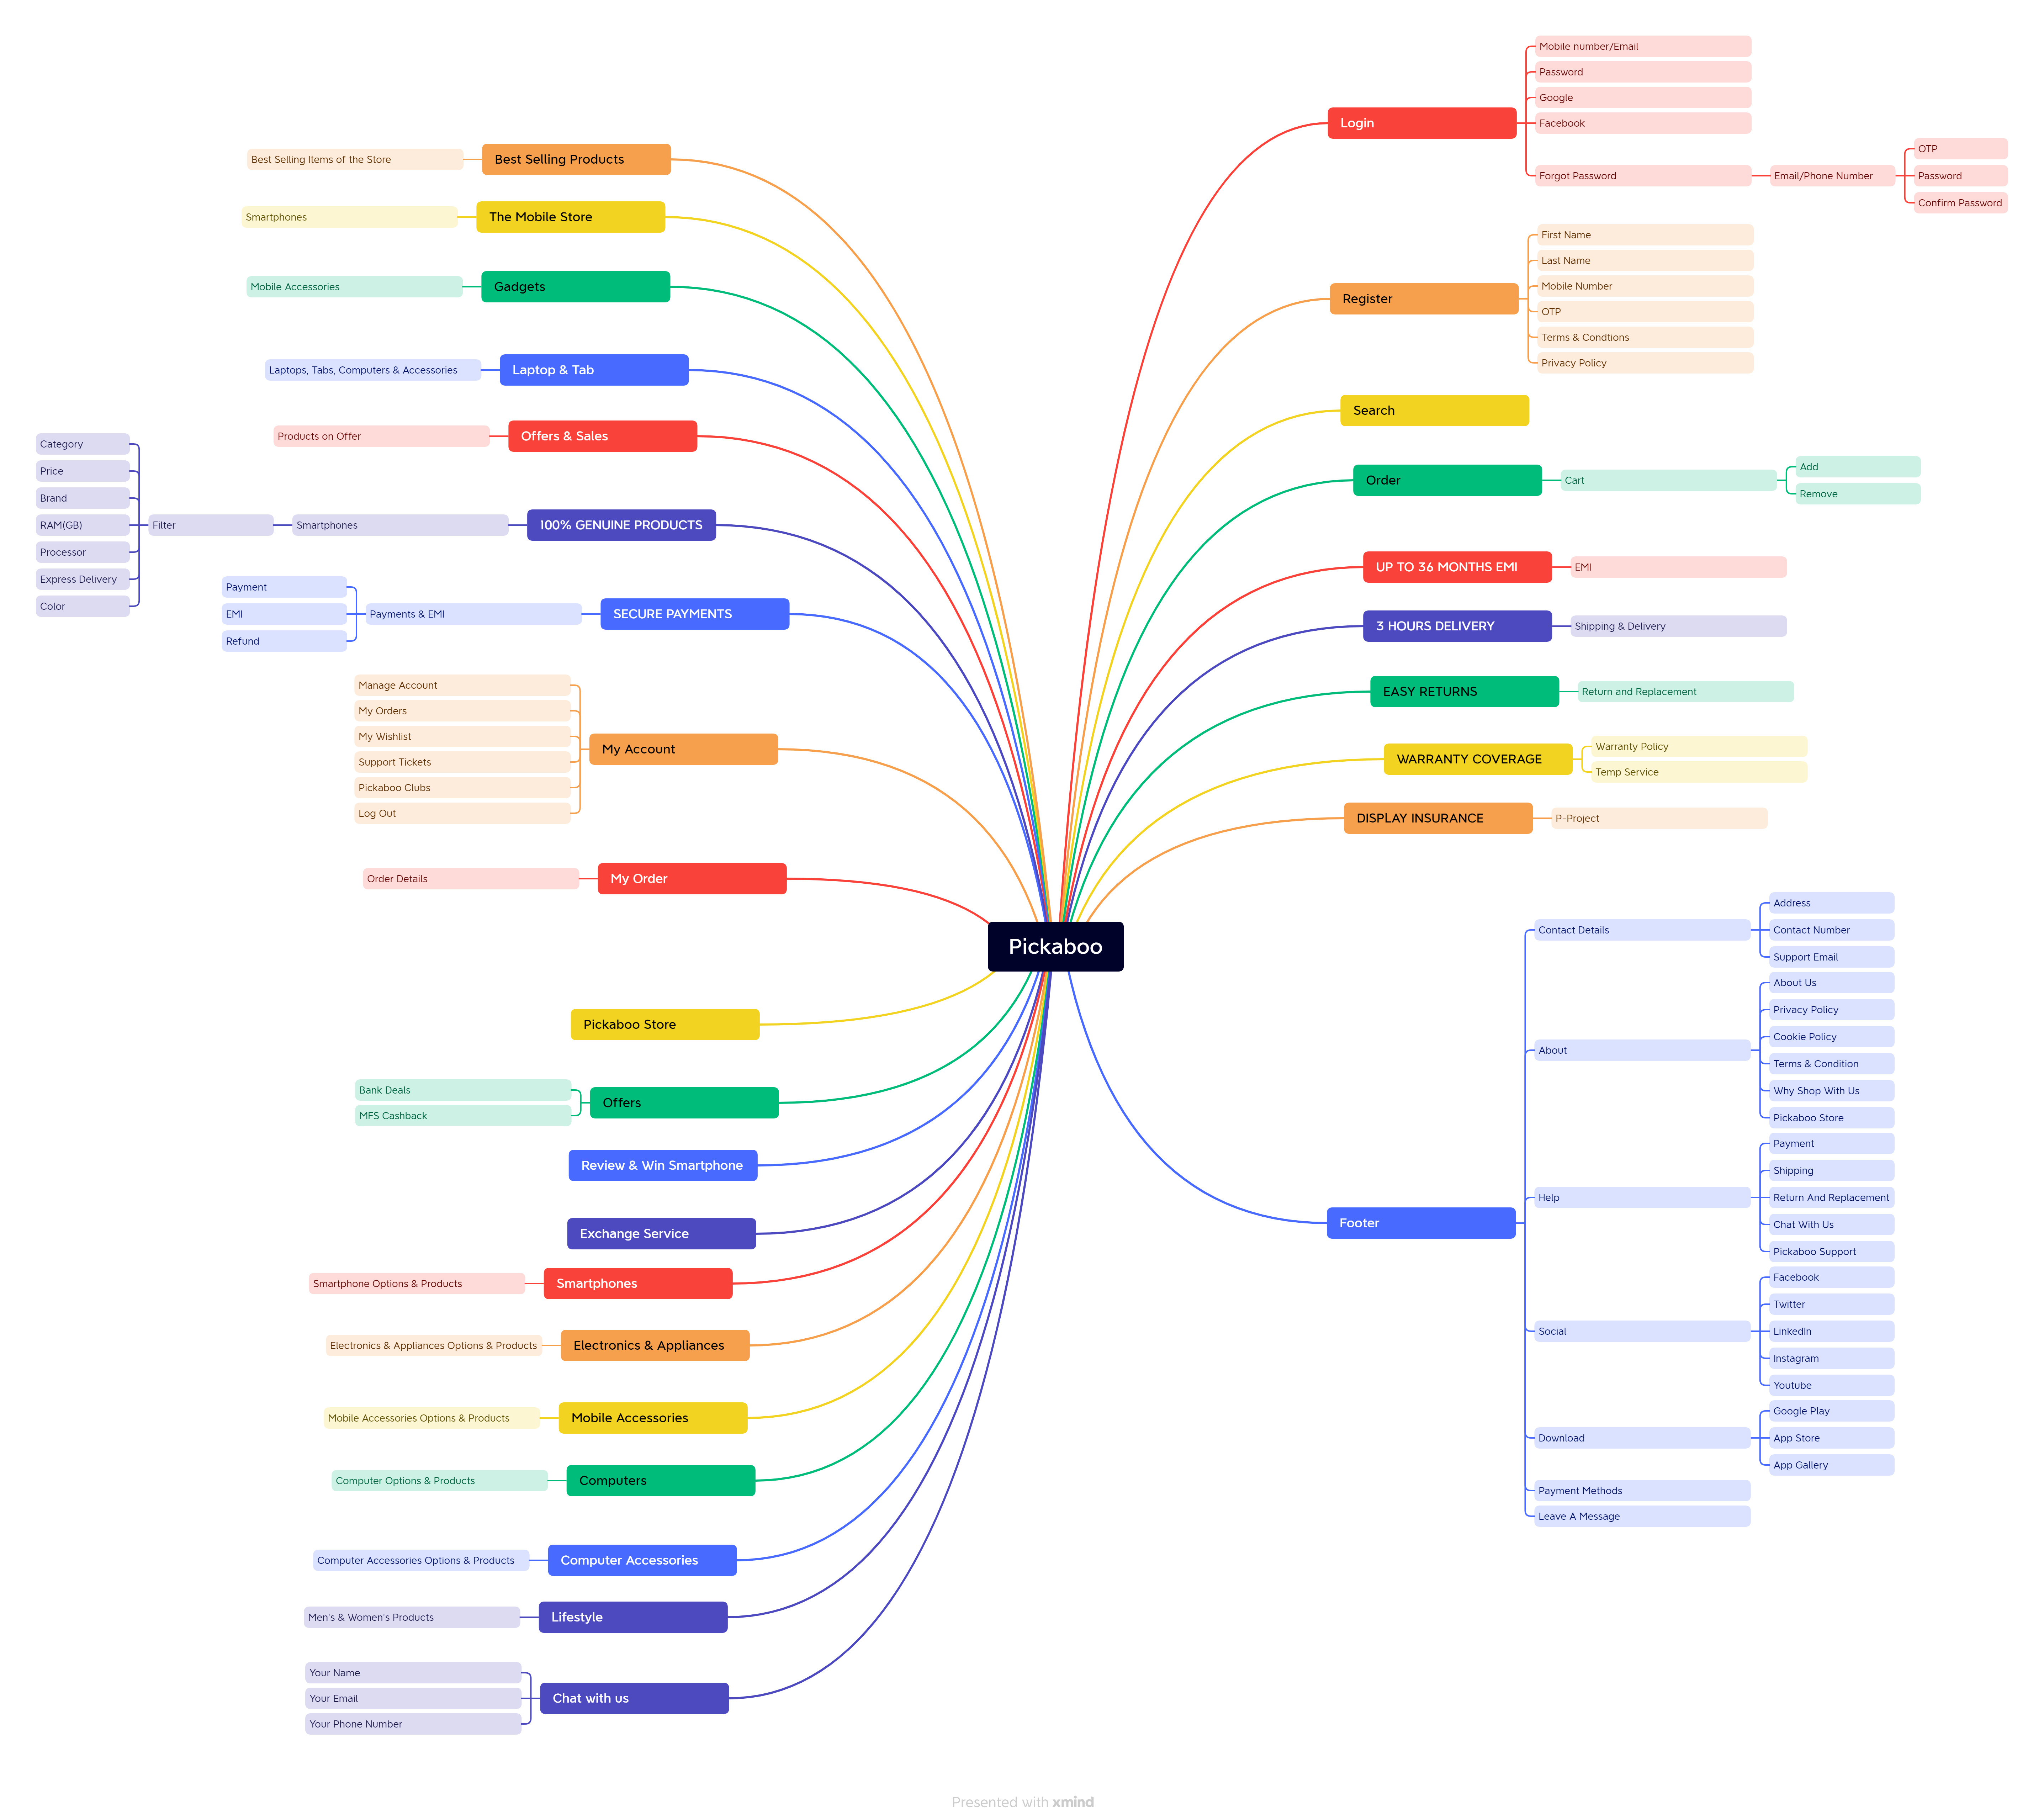 Pickaboo
Login
Mobile number/Email
Password
Google
Facebook
Forgot Password
Email/Phone Number
OTP
Password
Confirm Password
Register
First Name
Last Name
Mobile Number
OTP
Terms & Condtions
Privacy Policy
Search
Order
Cart
Add
Remove
UP TO 36 MONTHS EMI
EMI
3 HOURS DELIVERY
Shipping & Delivery
EASY RETURNS
Return and Replacement
WARRANTY COVERAGE
Warranty Policy
Temp Service
DISPLAY INSURANCE
P-Project
Footer
Contact Details
Address
Contact Number
Support Email
About
About Us
Privacy Policy
Cookie Policy
Terms & Condition
Why Shop With Us
Pickaboo Store
Help
Payment
Shipping
Return And Replacement
Chat With Us
Pickaboo Support
Social
Facebook
Twitter
LinkedIn
Instagram
Youtube
Download
Google Play
App Store
App Gallery
Payment Methods
Leave A Message
Best Selling Products
Best Selling Items of the Store
The Mobile Store
Smartphones
Gadgets
Mobile Accessories
Laptop & Tab
Laptops, Tabs, Computers & Accessories
Offers & Sales
Products on Offer
100% GENUINE PRODUCTS
Smartphones
Filter
Category
Price
Brand
RAM(GB)
Processor
Express Delivery
Color
SECURE PAYMENTS
Payments & EMI
Payment
EMI
Refund
My Account
Manage Account
My Orders
My Wishlist
Support Tickets
Pickaboo Clubs
Log Out
My Order
Order Details
Pickaboo Store
Offers
Bank Deals
MFS Cashback
Review & Win Smartphone
Exchange Service
Smartphones
Smartphone Options & Products
Electronics & Appliances
Electronics & Appliances Options & Products
Mobile Accessories
Mobile Accessories Options & Products
Computers
Computer Options & Products
Computer Accessories
Computer Accessories Options & Products
Lifestyle
Men's & Women's Products
Chat with us
Your Name
Your Email
Your Phone Number
Presented with xmind